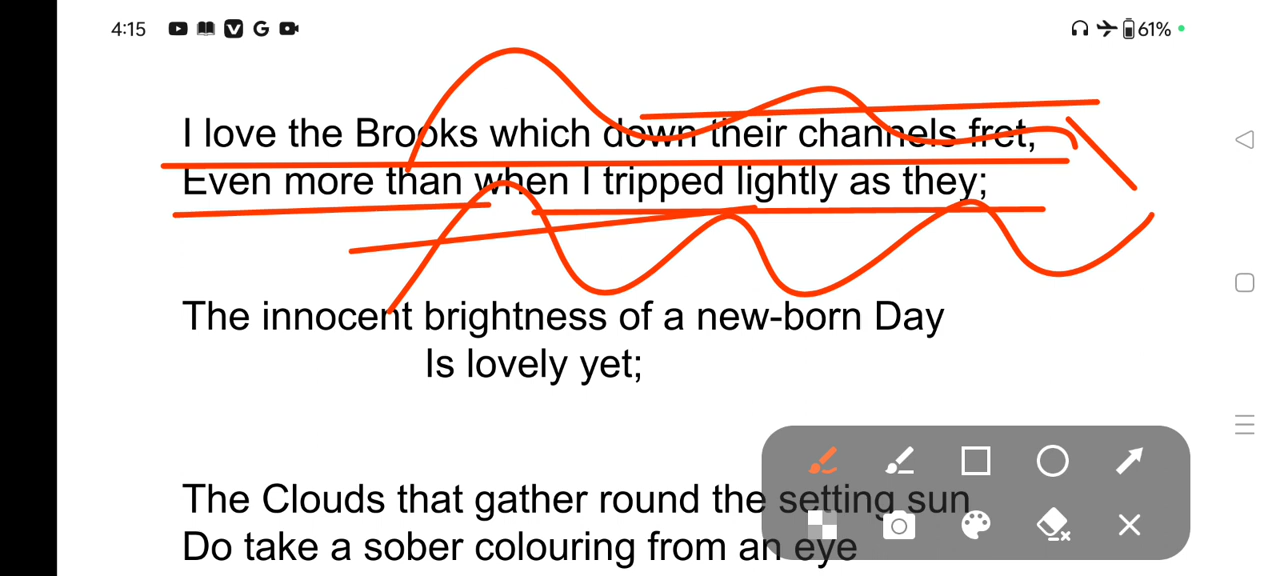 4:15
61%
I love the Brooks which down their channels fret,
Even more than when I tripped lightly as they;
The innocent brightness of a new-born Day
Is lovely yet;
The Clouds that gather round the setting sun
Do take a sober colouring from an eye